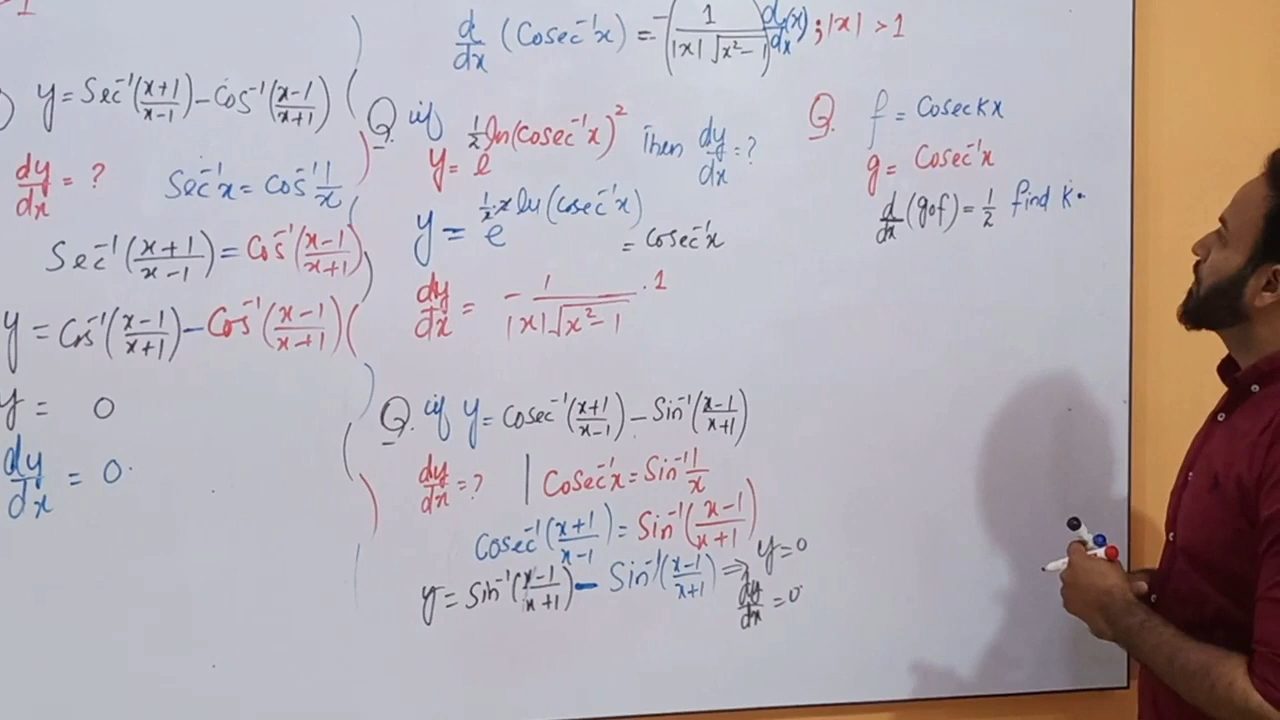 1
y = Sec⁻¹(x+1/x-1) - Cos⁻¹(x-1/x+1)
dy/dx = ?
Sec⁻¹x = Cos⁻¹ 1/x
Sec⁻¹(x+1/x-1) = Cos⁻¹(x-1/x+1)
y = Cos⁻¹(x-1/x+1) - Cos⁻¹(x-1/x+1)
y = 0
dy/dx = 0.
d/dx (Cosec⁻¹x) = -(1/|x|√x²-1) d/dx(x) ; |x| > 1
Q. if y = e^(½ ln(cosec⁻¹x)²) Then dy/dx = ?
y = e^(½×2 ln(cosec⁻¹x)) = cosec⁻¹x
dy/dx = -1/|x|√x²-1 . 1
Q. if y = Cosec⁻¹(x+1/x-1) - Sin⁻¹(x-1/x+1)
dy/dx = ? | Cosec⁻¹x = Sin⁻¹ 1/x
Cosec⁻¹(x+1/x-1) = Sin⁻¹(x-1/x+1)
y = Sin⁻¹(x-1/x+1) - Sin⁻¹(x-1/x+1) ⇒ y = 0
dy/dx = 0
Q. f = Cosec kx
g = Cosec⁻¹x
d/dx (gof) = 1/2 find K.